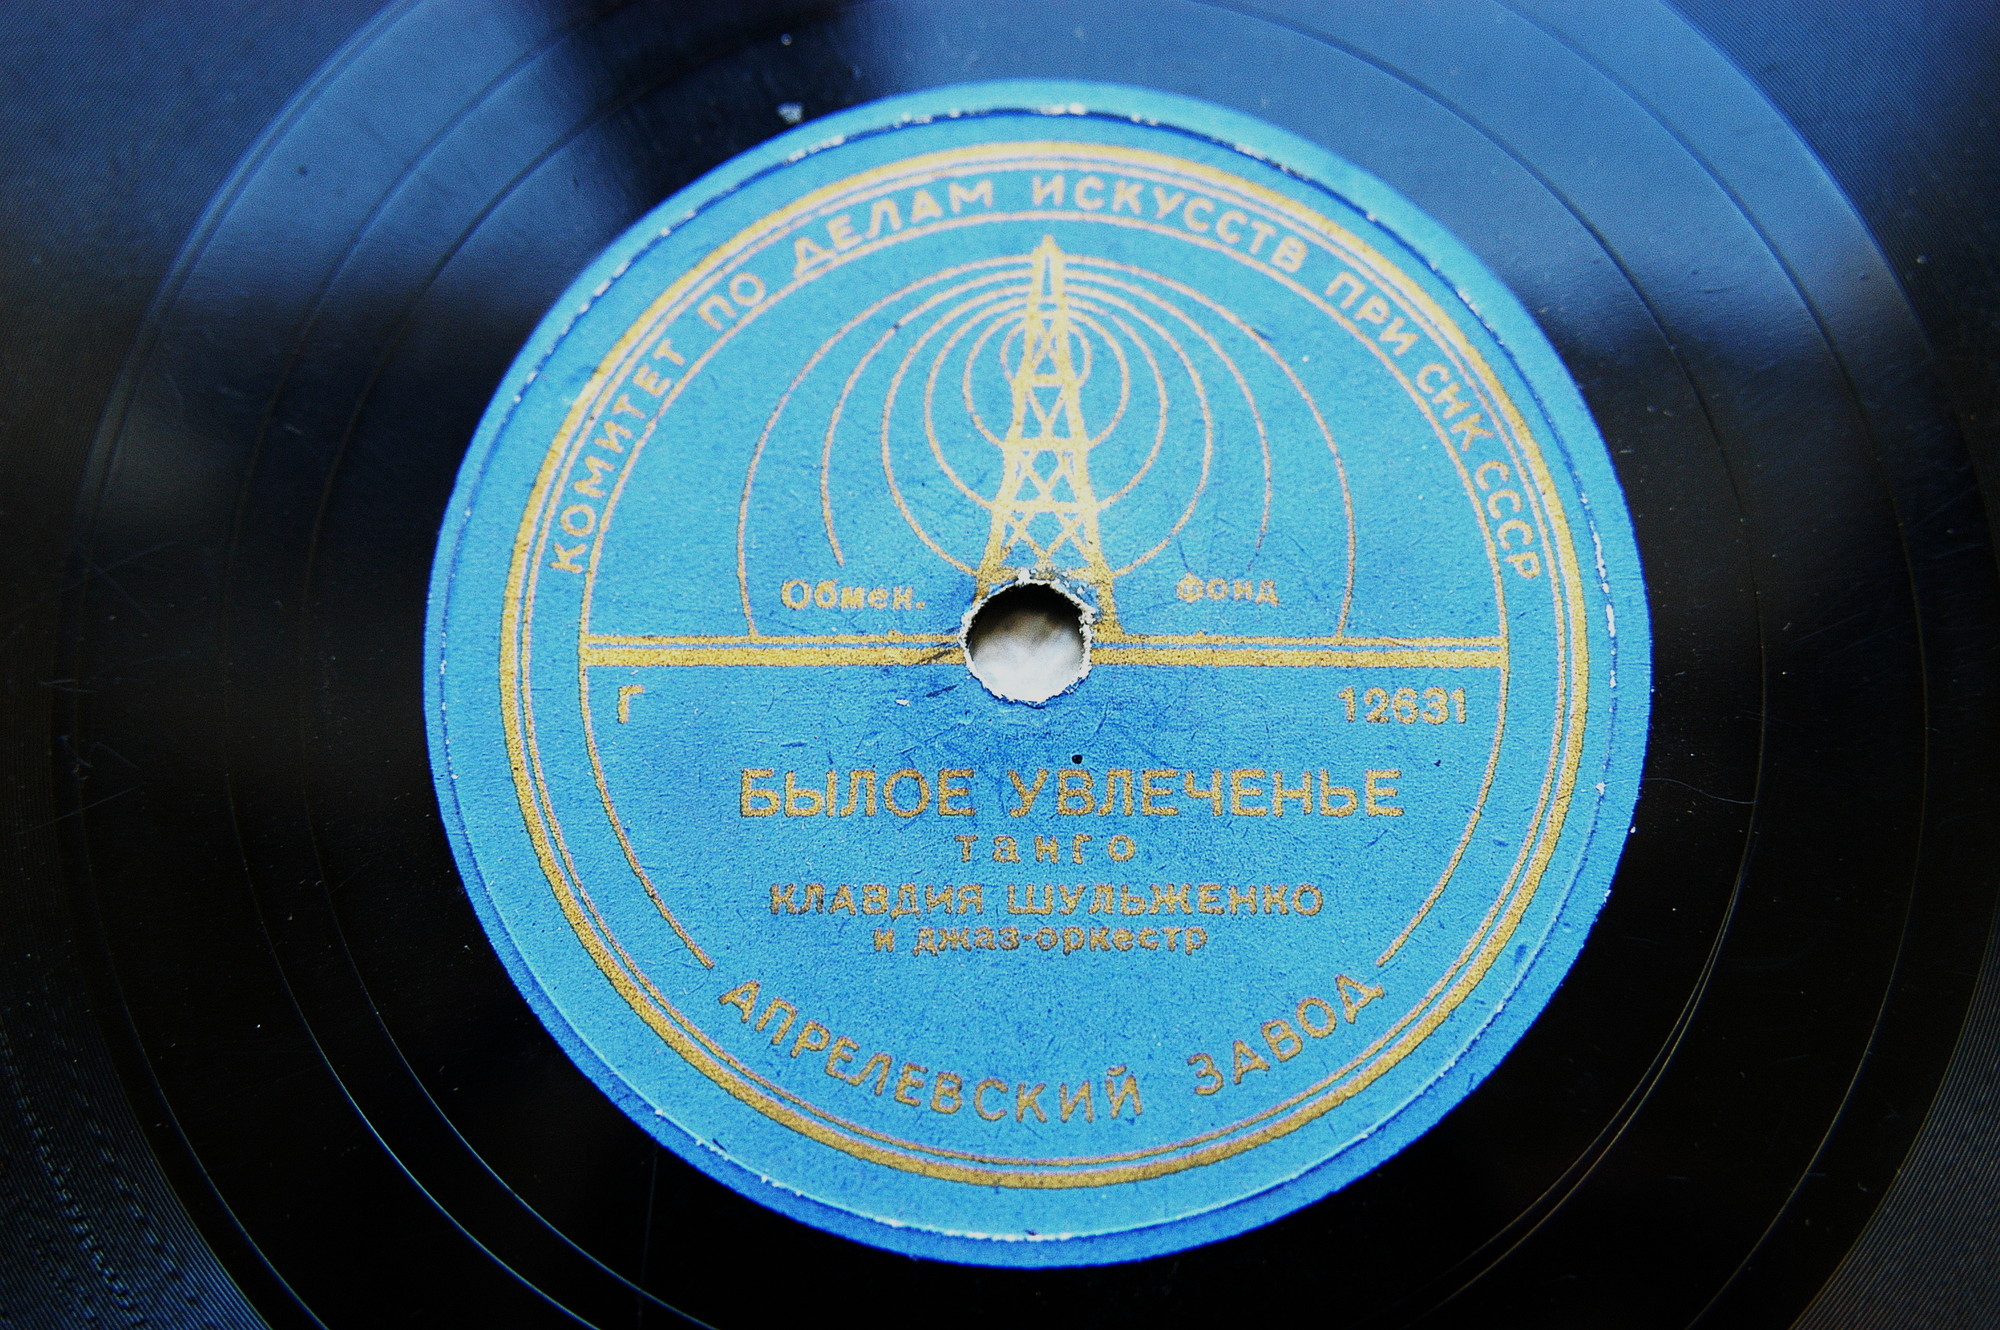 КОМИТЕТ ПО ДЕЛАМ ИСКУССТВ ПРИ СНК СССР
Обмен. фонд
Г 12631
БЫЛОЕ УВЛЕЧЕНЬЕ
танго
КЛАВДИЯ ШУЛЬЖЕНКО
и джаз-оркестр
АПРЕЛЕВСКИЙ ЗАВОД